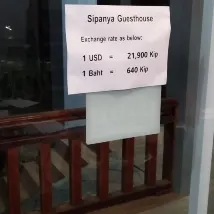 Sipanya Guesthouse
Exchange rate as below:
1 USD = 21,900 Kip
1 Baht = 640 Kip